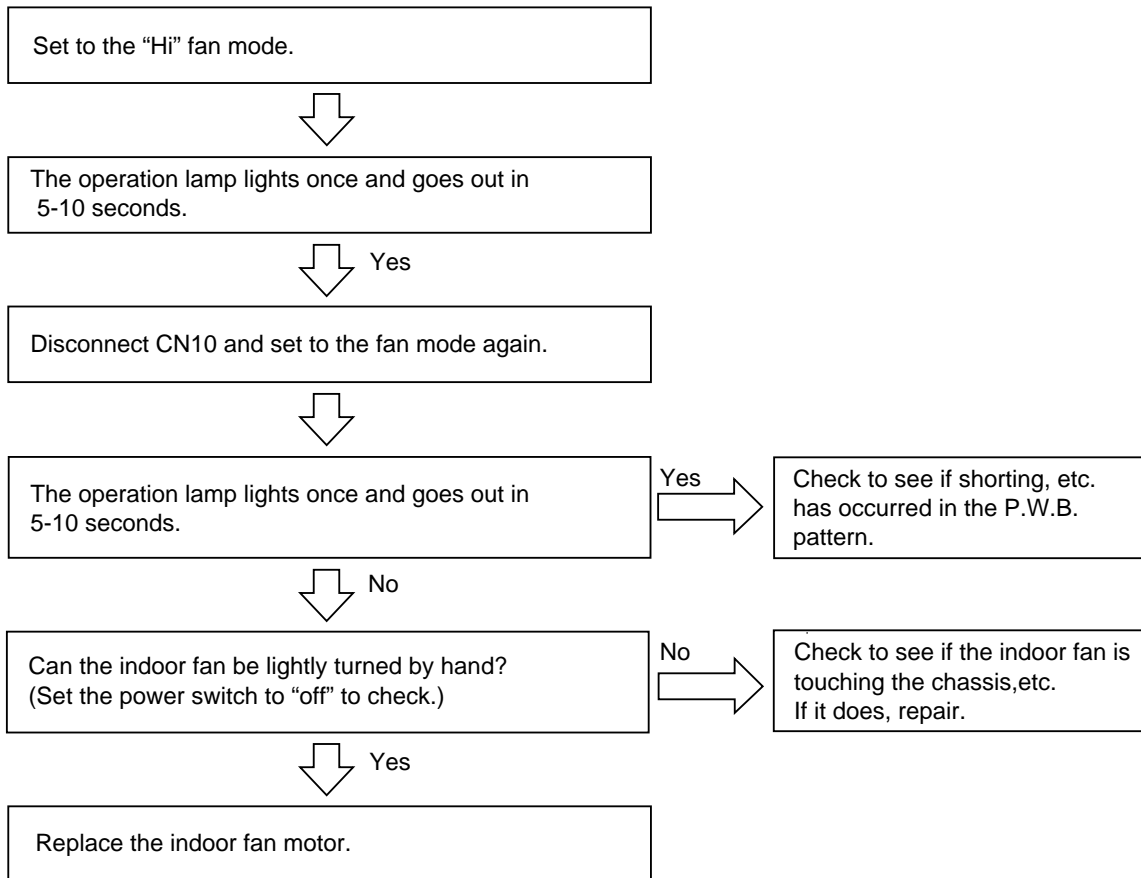 Set to the “Hi” fan mode.
The operation lamp lights once and goes out in
5-10 seconds.
Yes
Disconnect CN10 and set to the fan mode again.
The operation lamp lights once and goes out in
5-10 seconds.
Yes
Check to see if shorting, etc.
has occurred in the P.W.B.
pattern.
No
Can the indoor fan be lightly turned by hand?
(Set the power switch to “off” to check.)
No
Check to see if the indoor fan is
touching the chassis,etc.
If it does, repair.
Yes
Replace the indoor fan motor.